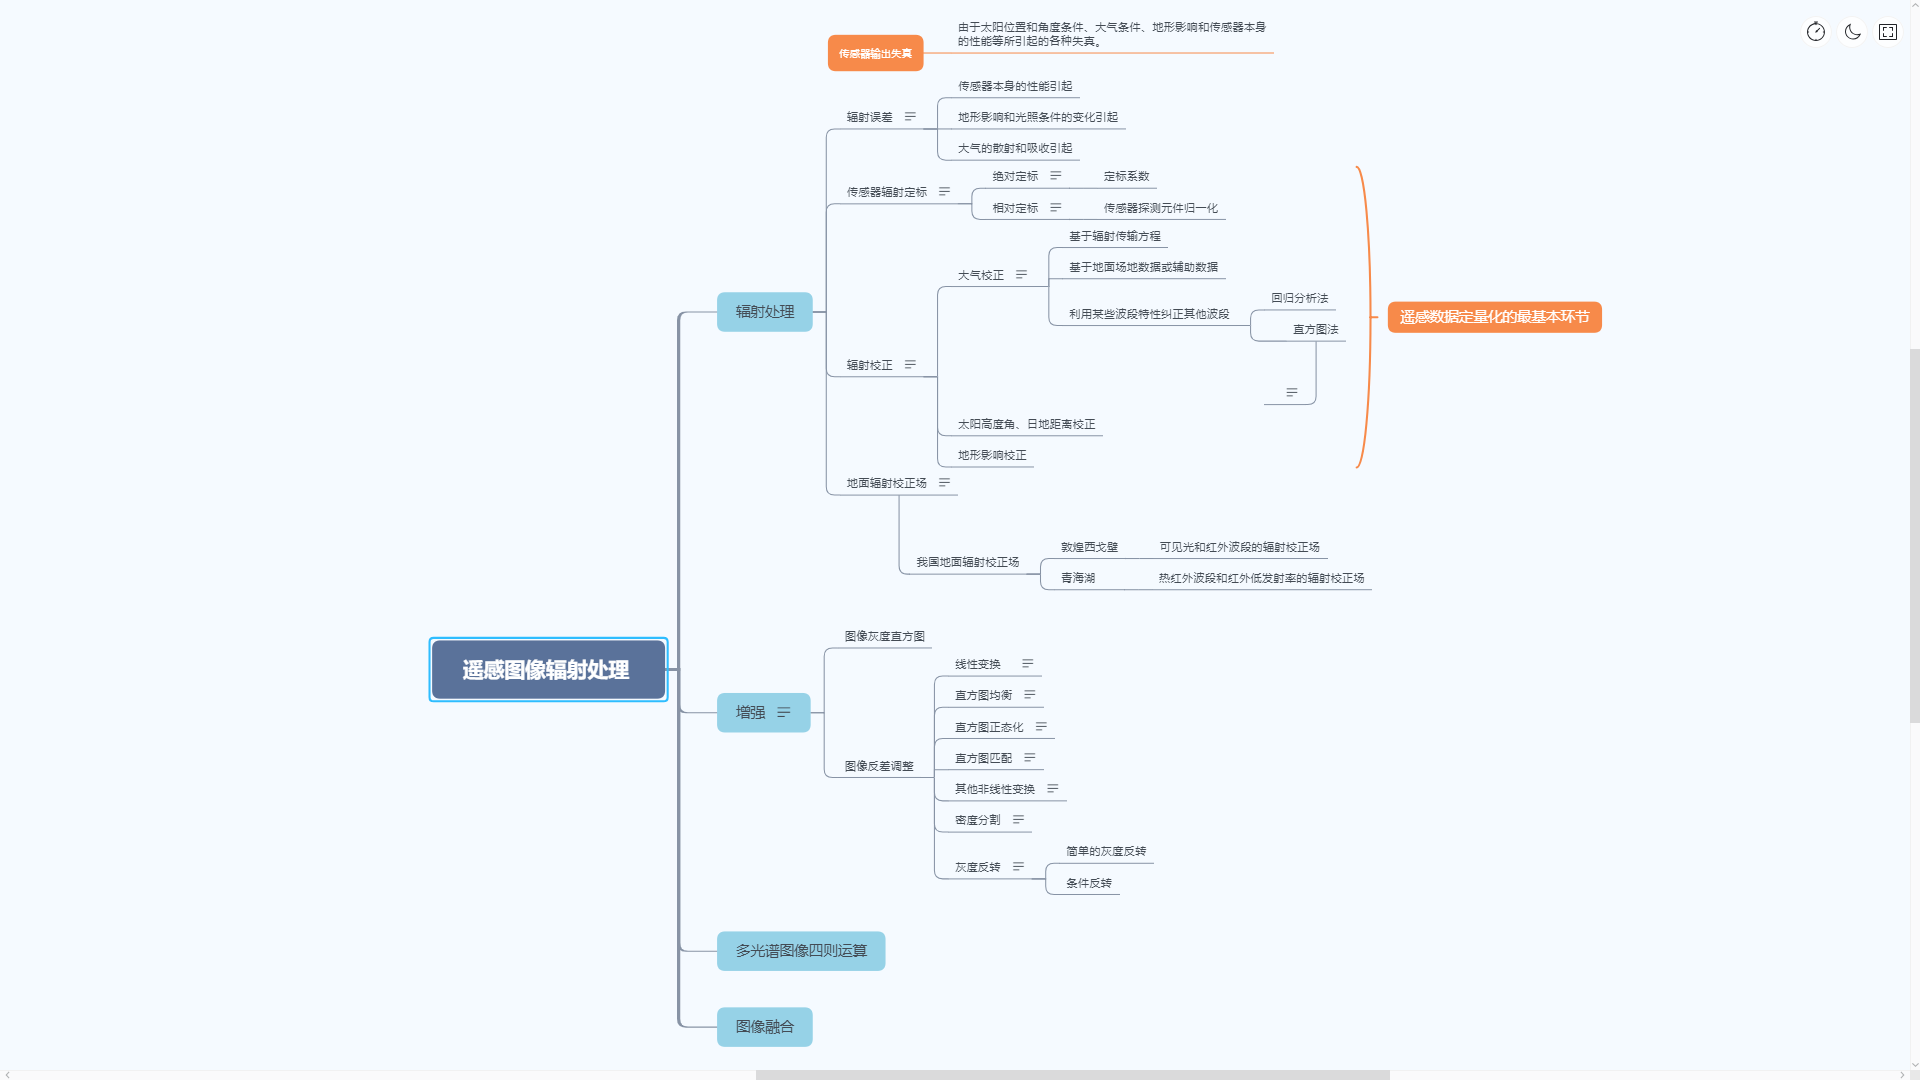 由于太阳位置和角度条件、大气条件、地形影响和传感器本身
的性能等所引起的各种失真。
传感器输出失真
传感器本身的性能引起
辐射误差
地形影响和光照条件的变化引起
大气的散射和吸收引起
绝对定标
定标系数
传感器辐射定标
相对定标
传感器探测元件归一化
基于辐射传输方程
大气校正
基于地面场地数据或辅助数据
利用某些波段特性纠正其他波段
回归分析法
直方图法
辐射处理
遥感数据定量化的最基本环节
辐射校正
太阳高度角、日地距离校正
地形影响校正
地面辐射校正场
我国地面辐射校正场
敦煌西戈壁
可见光和红外波段的辐射校正场
青海湖
热红外波段和红外低发射率的辐射校正场
遥感图像辐射处理
图像灰度直方图
增强
线性变换
直方图均衡
直方图正态化
图像反差调整
直方图匹配
其他非线性变换
密度分割
灰度反转
简单的灰度反转
条件反转
多光谱图像四则运算
图像融合